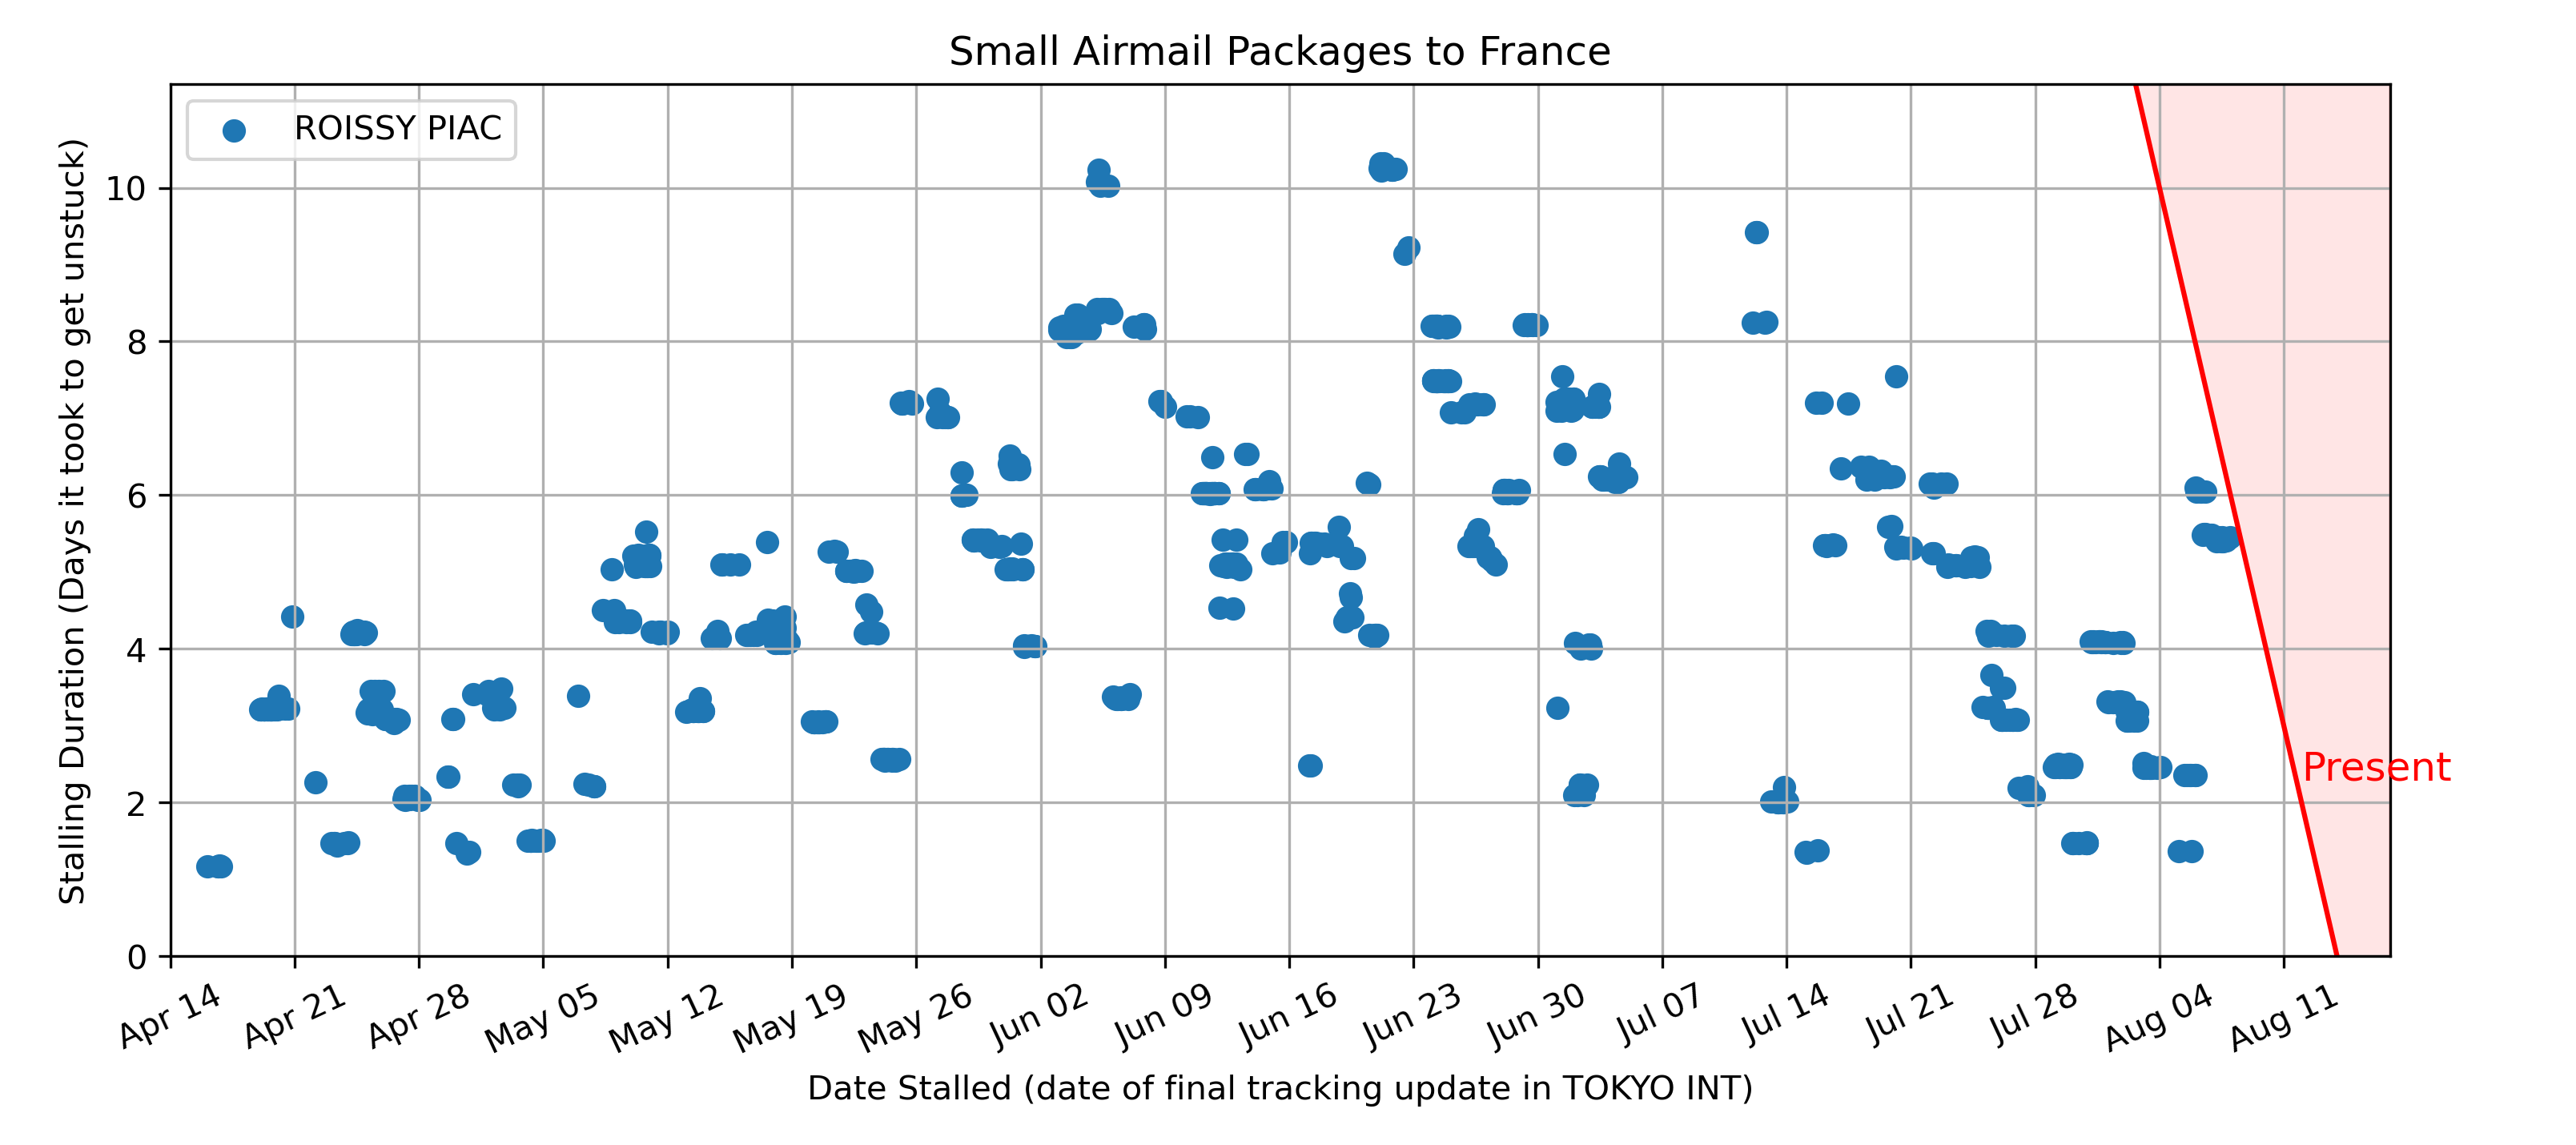 Small Airmail Packages to France
ROISSY PIAC
Stalling Duration (Days it took to get unstuck)
10
8
6
4
2
0
Present
Apr 14
Apr 21
Apr 28
May 05
May 12
May 19
May 26
Jun 02
Jun 09
Jun 16
Jun 23
Jun 30
Jul 07
Jul 14
Jul 21
Jul 28
Aug 04
Aug 11
Date Stalled (date of final tracking update in TOKYO INT)